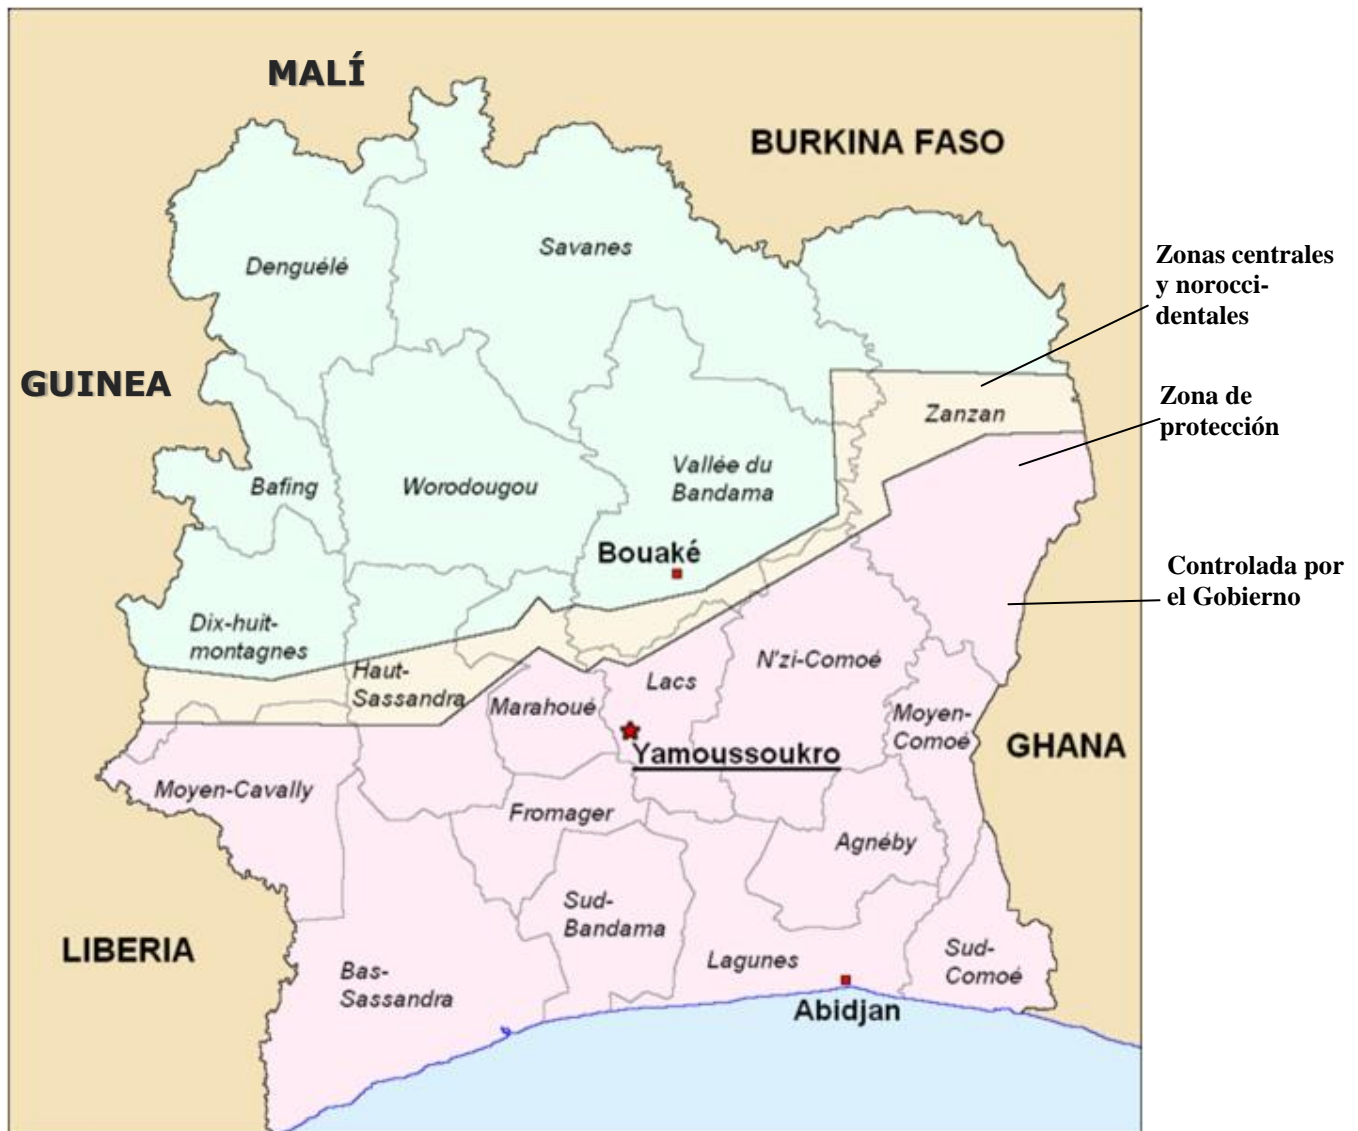 MALÍ
BURKINA FASO
Savanes
Denguélé
Zonas centrales
y norocci-
dentales
GUINEA
Zona de
protección
Zanzan
Vallée du
Bandama
Bafing
Worodougou
Bouaké
Controlada por
el Gobierno
Dix-huit-
montagnes
Haut-
Sassandra
N'zi-Comoé
Lacs
Marahoué
Moyen-
Comoé
GHANA
Yamoussoukro
Moyen-Cavally
Fromager
Agnéby
Sud-
Bandama
LIBERIA
Lagunes
Sud-
Comoé
Bas-
Sassandra
Abidjan